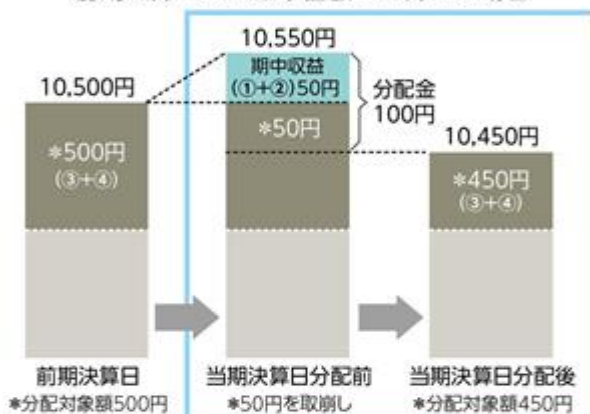 10,550円
期中収益
(①+②)50円
10,500円
分配金
100円
*500円
(③+④)
*50円
10,450円
*450円
(③+④)
前期決算日
*分配対象額500円
当期決算日分配前
*50円を取崩し
当期決算日分配後
*分配対象額450円